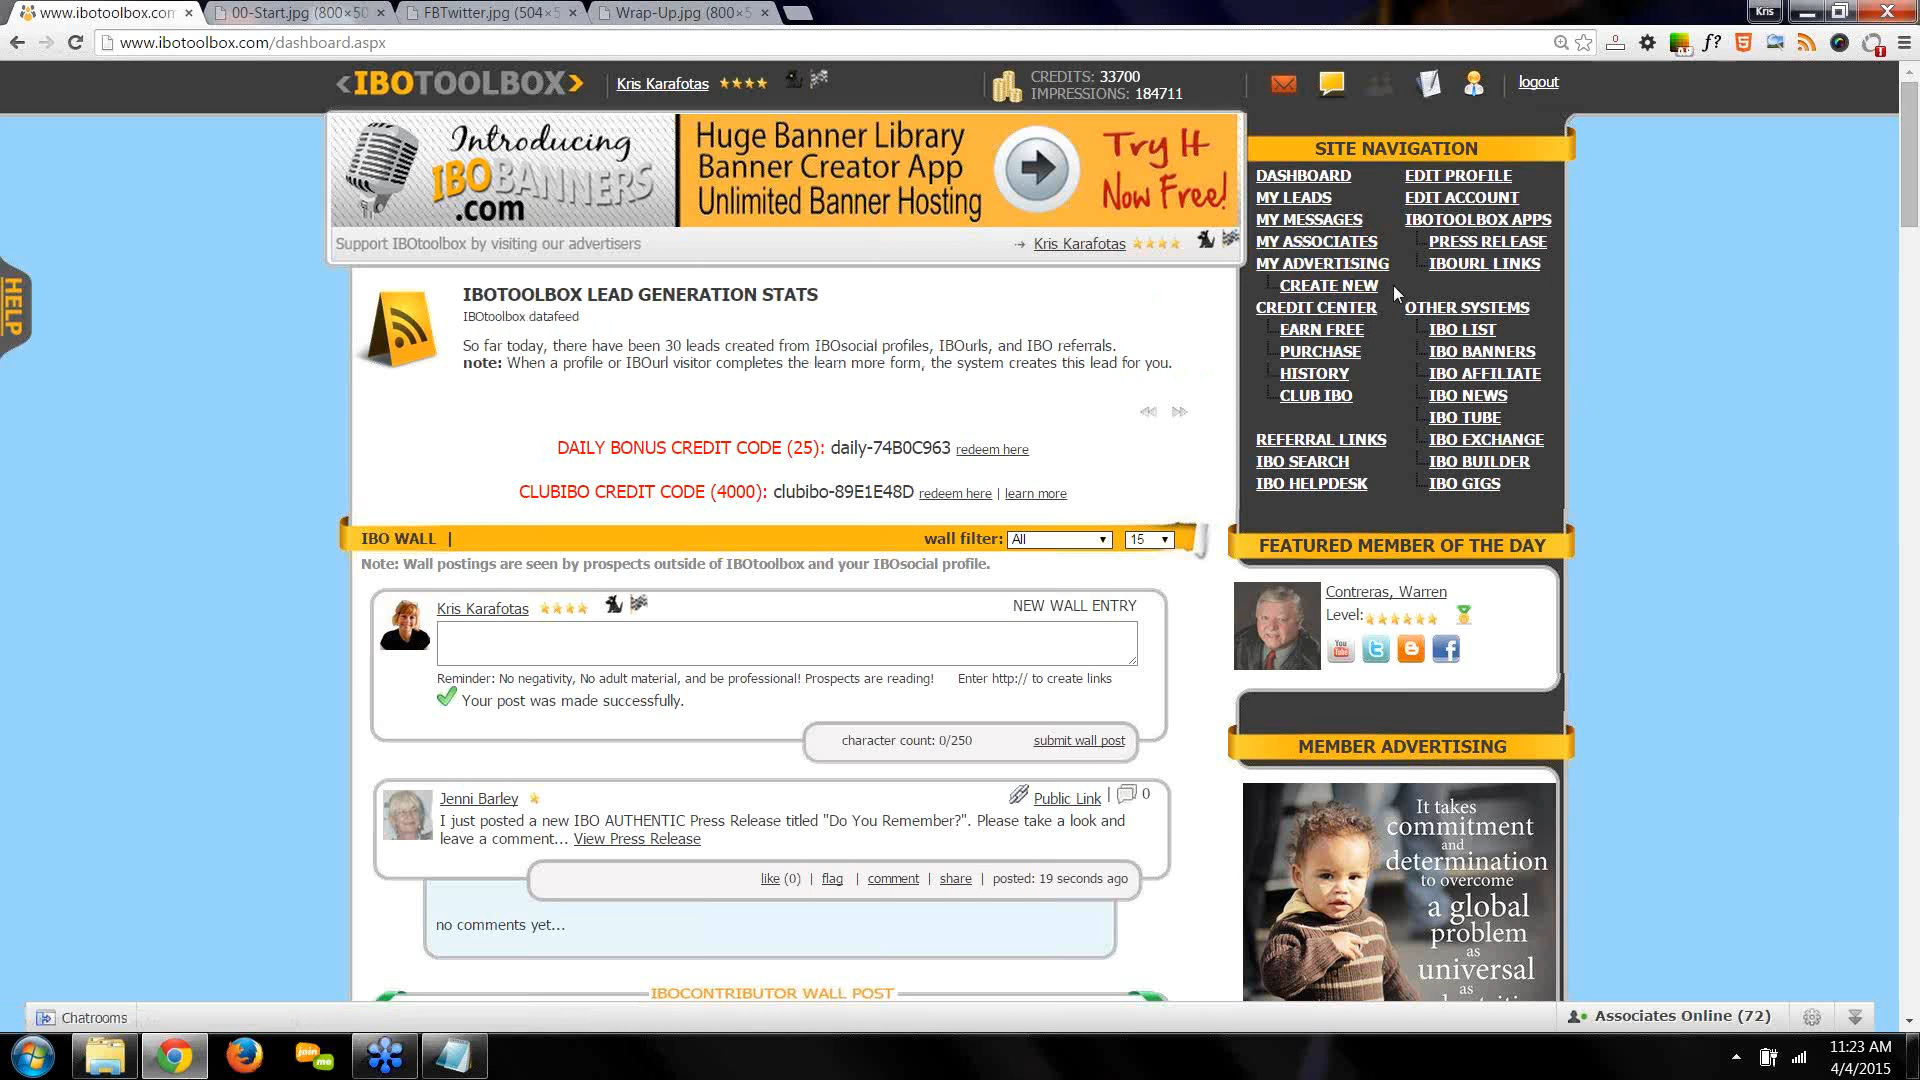 www.ibotoolbox.con
00-Start.jpg (800×50
FBTwitter.jpg (504×5
Wrap-Up.jpg (800×5
Kris
www.ibotoolbox.com/dashboard.aspx
<IBOTOOLBOX>
Kris Karafotas
CREDITS: 33700
IMPRESSIONS: 184711
logout
Introducing
IBOBANNERS
.com
Huge Banner Library
Banner Creator App
Unlimited Banner Hosting
Try It
Now Free!
Support IBOtoolbox by visiting our advertisers
Kris Karafotas
HELP
IBOTOOLBOX LEAD GENERATION STATS
IBOtoolbox datafeed
So far today, there have been 30 leads created from IBOsocial profiles, IBOurls, and IBO referrals.
note: When a profile or IBOurl visitor completes the learn more form, the system creates this lead for you.
DAILY BONUS CREDIT CODE (25): daily-74B0C963 redeem here
CLUBIBO CREDIT CODE (4000): clubibo-89E1E48D redeem here | learn more
IBO WALL |
wall filter: All 15
Note: Wall postings are seen by prospects outside of IBOtoolbox and your IBOsocial profile.
Kris Karafotas
NEW WALL ENTRY
Reminder: No negativity, No adult material, and be professional! Prospects are reading! Enter http:// to create links
Your post was made successfully.
character count: 0/250 submit wall post
Jenni Barley
Public Link | 0
I just posted a new IBO AUTHENTIC Press Release titled "Do You Remember?". Please take a look and
leave a comment... View Press Release
like (0) | flag | comment | share | posted: 19 seconds ago
no comments yet...
IBOCONTRIBUTOR WALL POST
SITE NAVIGATION
DASHBOARD
MY LEADS
MY MESSAGES
MY ASSOCIATES
MY ADVERTISING
CREATE NEW
CREDIT CENTER
EARN FREE
PURCHASE
HISTORY
CLUB IBO
REFERRAL LINKS
IBO SEARCH
IBO HELPDESK
EDIT PROFILE
EDIT ACCOUNT
IBOTOOLBOX APPS
PRESS RELEASE
IBOURL LINKS
OTHER SYSTEMS
IBO LIST
IBO BANNERS
IBO AFFILIATE
IBO NEWS
IBO TUBE
IBO EXCHANGE
IBO BUILDER
IBO GIGS
FEATURED MEMBER OF THE DAY
Contreras, Warren
Level:
You
Tube
MEMBER ADVERTISING
It takes
commitment
and
determination
to overcome
a global
problem
as
universal
as
Chatrooms
Associates Online (72)
join
me
11:23 AM
4/4/2015